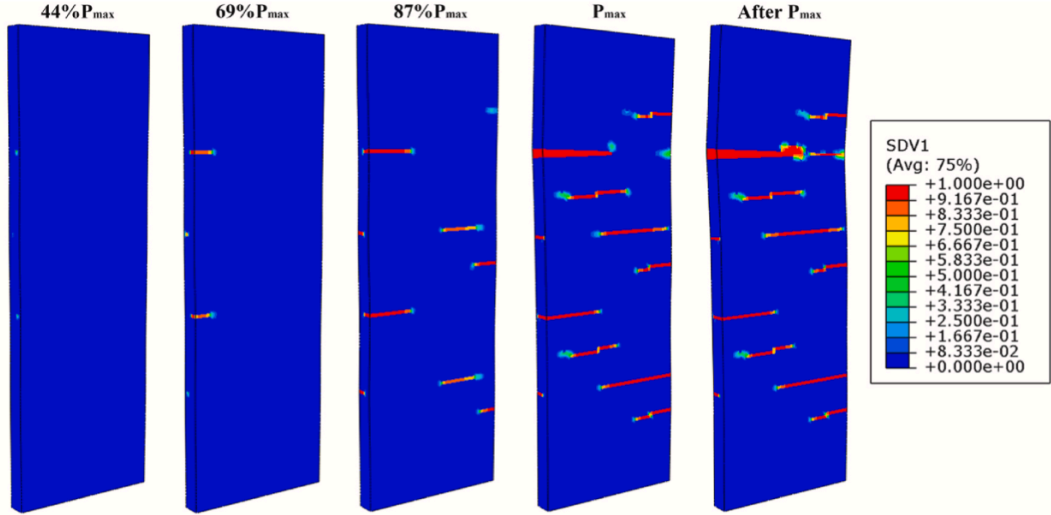 44%Pmax
69%Pmax
87%Pmax
Pmax
After Pmax
SDV1
(Avg: 75%)
+1.000e+00
+9.167e-01
+8.333e-01
+7.500e-01
+6.667e-01
+5.833e-01
+5.000e-01
+4.167e-01
+3.333e-01
+2.500e-01
+1.667e-01
+8.333e-02
+0.000e+00